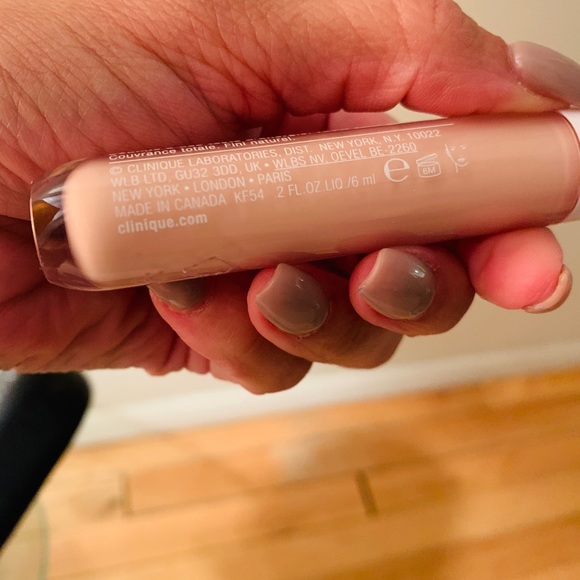 Couvrance totale Fini naturel
© CLINIQUE LABORATORIES, DIST. NEW YORK, N.Y. 10022
WLB LTD, GU32 3DD, UK • WLBS NV, OEVEL BE-2260
NEW YORK • LONDON • PARIS
MADE IN CANADA KF54 .2 FL.OZ.LIQ./6 ml
clinique.com
e
8M